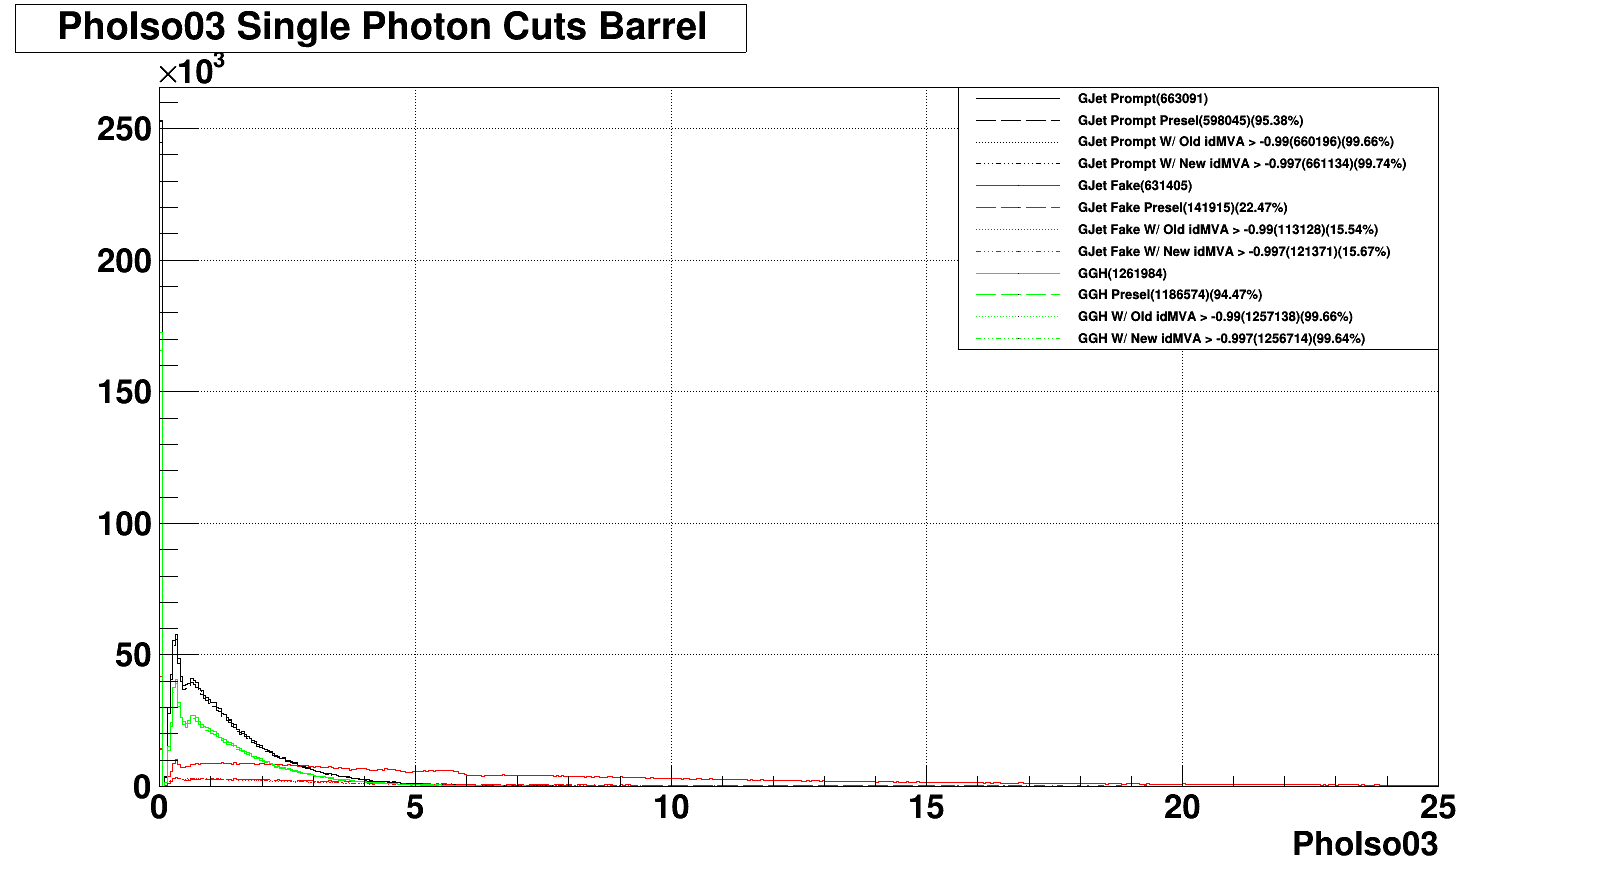 PhoIso03 Single Photon Cuts Barrel
×10³
250
200
150
100
50
0
0 5 10 15 20 25
PhoIso03
GJet Prompt(663091)
GJet Prompt Presel(598045)(95.38%)
GJet Prompt W/ Old idMVA > -0.99(660196)(99.66%)
GJet Prompt W/ New idMVA > -0.997(661134)(99.74%)
GJet Fake(631405)
GJet Fake Presel(141915)(22.47%)
GJet Fake W/ Old idMVA > -0.99(113128)(15.54%)
GJet Fake W/ New idMVA > -0.997(121371)(15.67%)
GGH(1261984)
GGH Presel(1186574)(94.47%)
GGH W/ Old idMVA > -0.99(1257138)(99.66%)
GGH W/ New idMVA > -0.997(1256714)(99.64%)